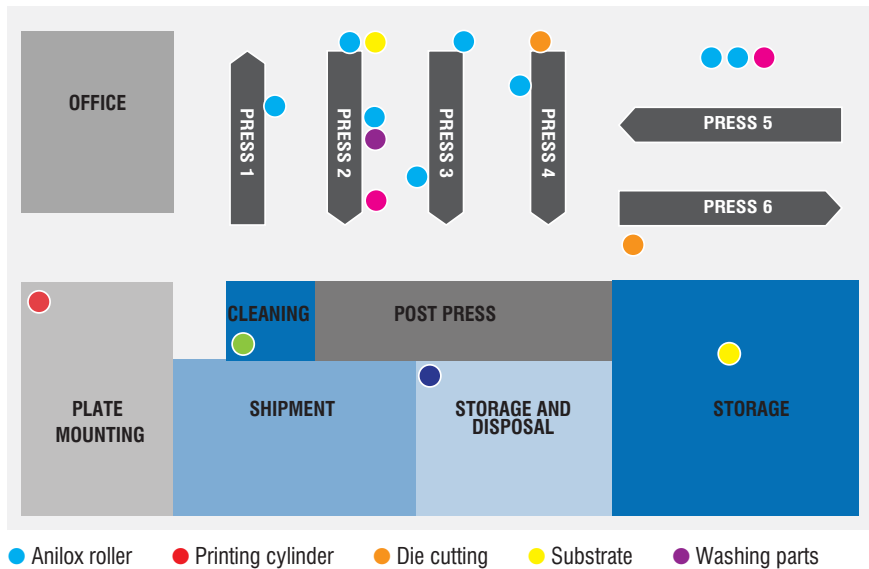 OFFICE
PRESS 1
PRESS 2
PRESS 3
PRESS 4
PRESS 5
PRESS 6
CLEANING
POST PRESS
PLATE
MOUNTING
SHIPMENT
STORAGE AND
DISPOSAL
STORAGE
Anilox roller
Printing cylinder
Die cutting
Substrate
Washing parts